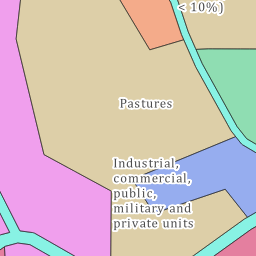 < 10%)
Pastures
Industrial,
commercial,
public,
military and
private units